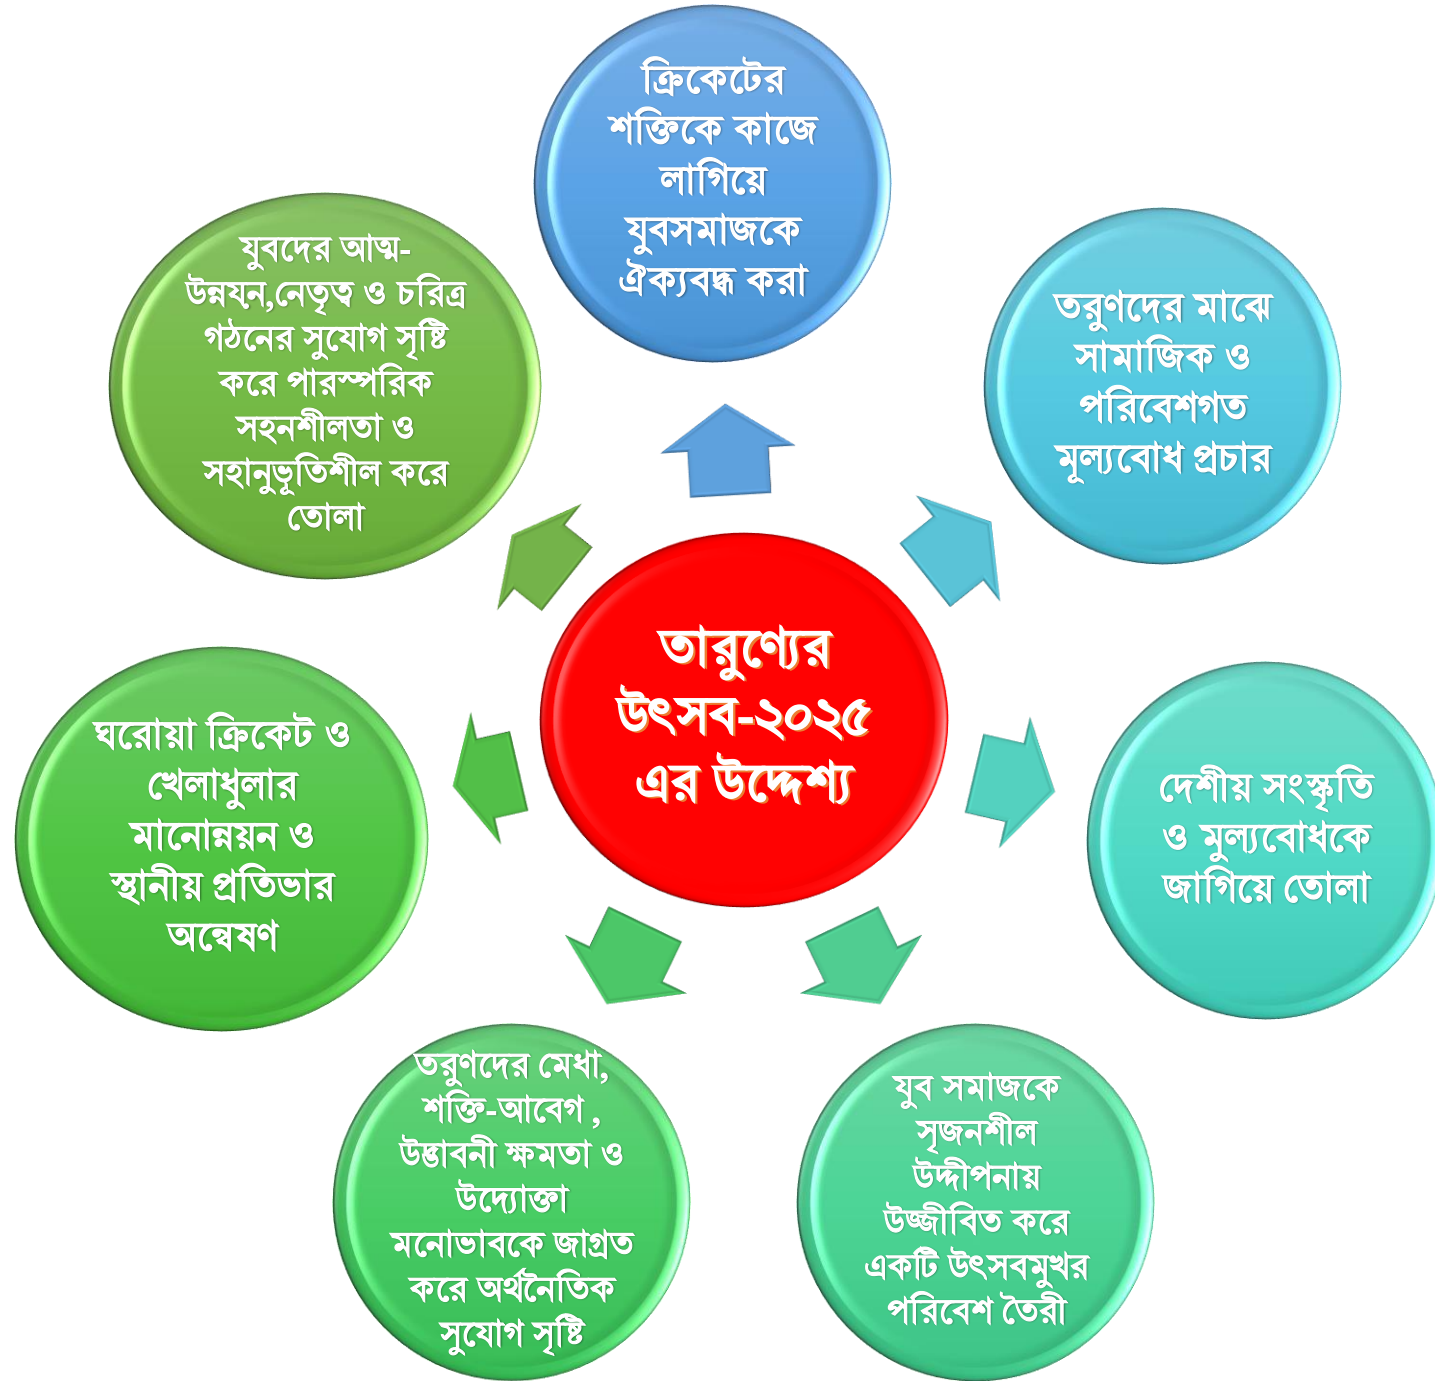 ক্রিকেটের
শক্তিকে কাজে
লাগিয়ে
যুবসমাজকে
ঐক্যবদ্ধ করা
তরুণদের মাঝে
সামাজিক ও
পরিবেশগত
মূল্যবোধ প্রচার
দেশীয় সংস্কৃতি
ও মুল্যবোধকে
জাগিয়ে তোলা
যুব সমাজকে
সৃজনশীল
উদ্দীপনায়
উজ্জীবিত করে
একটি উৎসবমুখর
পরিবেশ তৈরী
তরুণদের মেধা,
শক্তি-আবেগ ,
উদ্ভাবনী ক্ষমতা ও
উদ্যোক্তা
মনোভাবকে জাগ্রত
করে অর্থনৈতিক
সুযোগ সৃষ্টি
ঘরোয়া ক্রিকেট ও
খেলাধুলার
মানোন্নয়ন ও
স্থানীয় প্রতিভার
অন্বেষণ
যুবদের আত্ম-
উন্নয়ন,নেতৃত্ব ও চরিত্র
গঠনের সুযোগ সৃষ্টি
করে পারস্পরিক
সহনশীলতা ও
সহানুভূতিশীল করে
তোলা
তারুণ্যের
উৎসব-২০২৫
এর উদ্দেশ্য